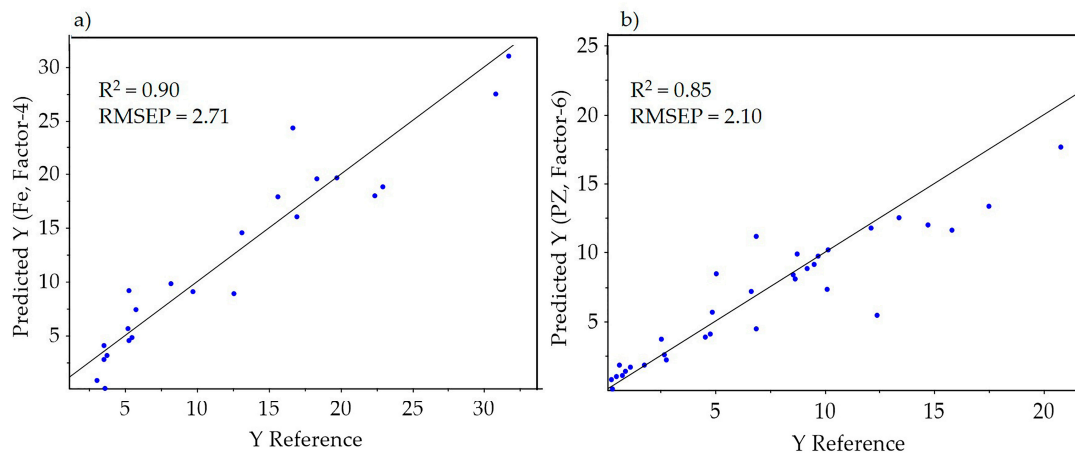 a)
R² = 0.90
RMSEP = 2.71
Predicted Y (Fe, Factor-4)
30
25
20
15
10
5
5 10 15 20 25 30
Y Reference
b)
R² = 0.85
RMSEP = 2.10
Predicted Y (PZ, Factor-6)
25
20
15
10
5
5 10 15 20
Y Reference